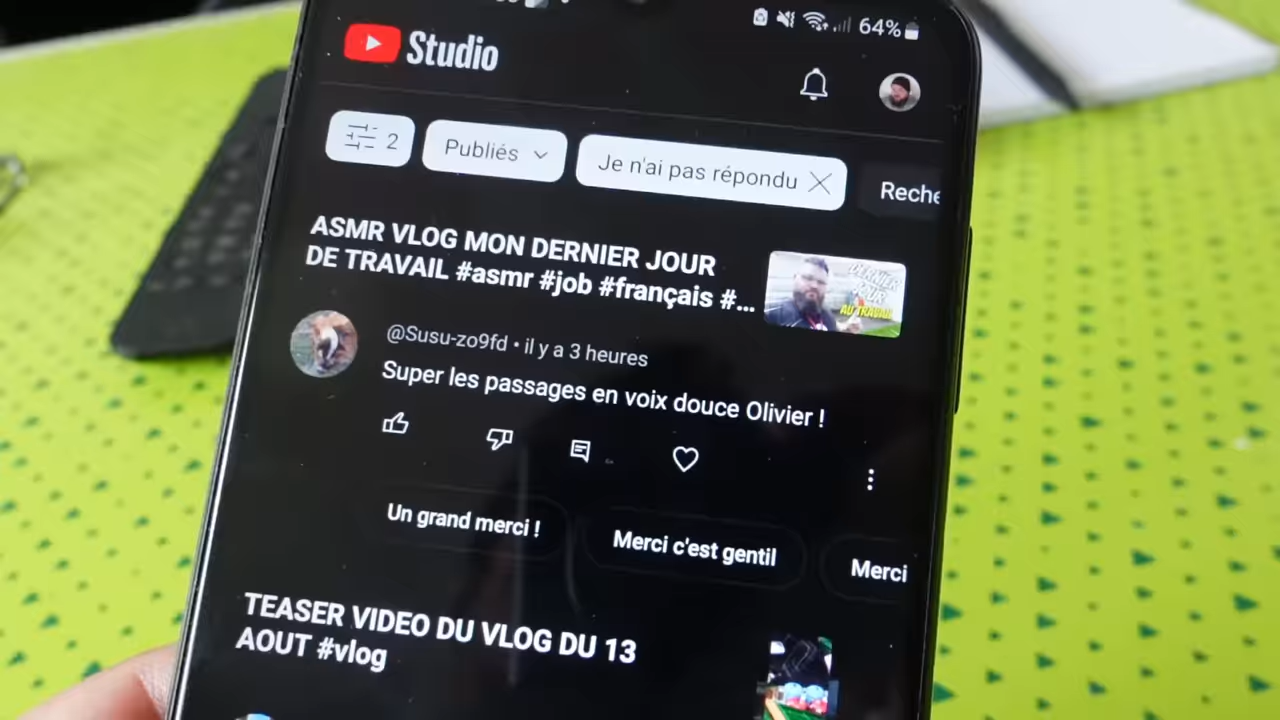 64%
Studio
2
Publiés
Je n'ai pas répondu
Reche
ASMR VLOG MON DERNIER JOUR
DE TRAVAIL #asmr #job #français #...
DERNIER
JOUR
AU TRAVAIL
@Susu-zo9fd • il y a 3 heures
Super les passages en voix douce Olivier !
Un grand merci !
Merci c'est gentil
Merci
TEASER VIDEO DU VLOG DU 13
AOUT #vlog